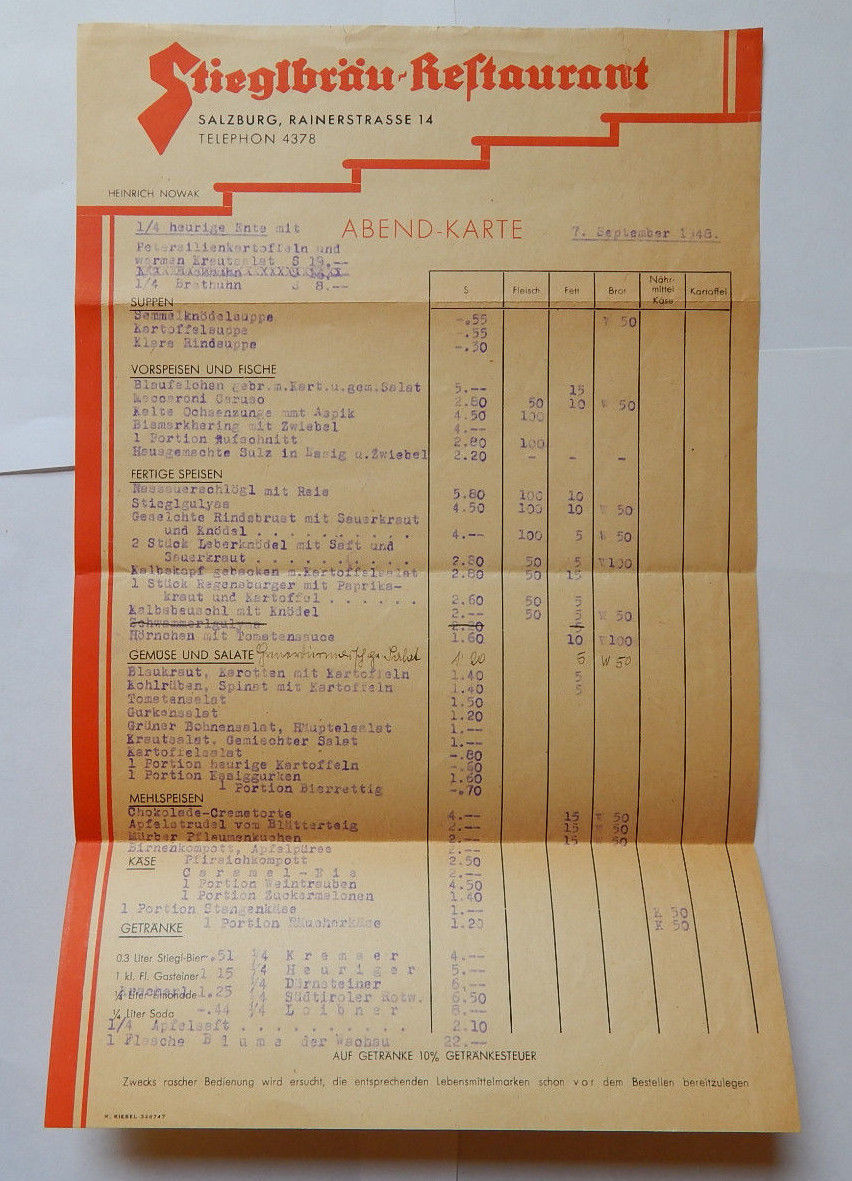 Stieglbräu-Restaurant
SALZBURG, RAINERSTRASSE 14
TELEPHON 4378
HEINRICH NOWAK
ABEND-KARTE
7. September 1948.
1/4 heurige Ente mit
Petersilienkartoffeln und
warmen Krautsalat S 19.--
1/4 Brathuhn S 8.--
S Fleisch Fett Brot Nähr-mittel Käse Kartoffel
SUPPEN
Semmelknödelsuppe -.55 W 50
Kartoffelsuppe -.55
Klare Rindsuppe -.30
VORSPEISEN UND FISCHE
Blaufelchen gebr.m.Kart.u.gem.Salat 5.-- 15
Maccaroni Caruso 2.80 50 10 W 50
Kalte Ochsenzunge mmt Aspik 4.50 100
Bismarkhering mit Zwiebel 4.--
1 Portion Aufschnitt 2.80 100
Hausgemachte Sulz in Essig u.Zwiebel 2.20 - - -
FERTIGE SPEISEN
Nassauerschlögl mit Reis 5.80 100 10
Stieglgulyas 4.50 100 10 W 50
Geselchte Rindsbrust mit Sauerkraut
und Knödel . . . . . . . . . . 4.-- 100 5 W 50
2 Stück Leberknödel mit Saft und
Sauerkraut . . . . . . . . . . 2.80 50 5 W 100
Kalbskopf gebacken m.Kartoffelsalat 2.80 50 15
1 Stück Regensburger mit Paprika-
kraut und Kartoffel . . . . . . 2.60 50 5
Kalbsbeuschl mit Knödel 2.-- 50 5 W 50
Schwammerlgulyas 2.20 5
Hörnchen mit Tomatensauce 1.60 10 W 100
GEMÜSE UND SALATE 1.20 5 W 50
Blaukraut, Karotten mit Kartoffeln 1.40 5
Kohlrüben, Spinat mit Kartoffeln 1.40 5
Tomatensalat 1.50
Gurkensalat 1.20
Grüner Bohnensalat, Häuptelsalat 1.--
Krautsalat, Gemischter Salat 1.--
Kartoffelsalat -.80
1 Portion heurige Kartoffeln -.60
1 Portion Essiggurken 1.60
1 Portion Bierrettig -.70
MEHLSPEISEN
Chokolade-Cremetorte 4.-- 15 W 50
Apfelstrudel vom Blätterteig 2.-- 15 W 50
Mürber Pflaumenkuchen 2.-- 15 W 50
Birnenkompott, Apfelpüree 2.--
KÄSE Pfirsichkompott 2.50
Caramel-Eis
1 Portion Weintrauben 4.50
1 Portion Zuckermelonen 1.40
1 Portion Stangenkäse 1.-- K 50
1 Portion Räucherkäse 1.20 K 50
GETRÄNKE
0.3 Liter Stiegl-Bier -.51 1/4 Kremser 4.--
1 kl. Fl. Gasteiner 1 15 1/4 Heuriger 5.--
¼ Liter Limonade 1.25 1/4 Dürnsteiner 6.--
1/4 Südtiroler Rotw. 6.50
¼ Liter Soda -.44 1/4 Loibner 8.--
1/4 Apfelsaft . . . . . . . . . . 2.10
1 Flasche Blume der Wachau 22.--
AUF GETRÄNKE 10% GETRÄNKESTEUER
Zwecks rascher Bedienung wird ersucht, die entsprechenden Lebensmittelmarken schon vor dem Bestellen bereitzulegen